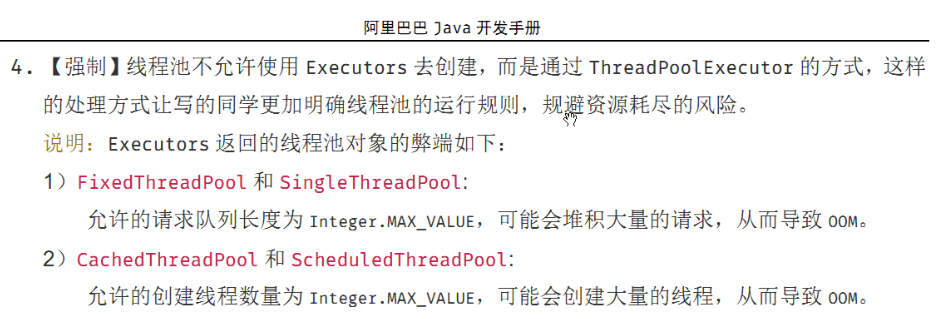 阿里巴巴 Java 开发手册
4. 【强制】线程池不允许使用 Executors 去创建，而是通过 ThreadPoolExecutor 的方式，这样
的处理方式让写的同学更加明确线程池的运行规则，规避资源耗尽的风险。
说明：Executors 返回的线程池对象的弊端如下：
1）FixedThreadPool 和 SingleThreadPool:
允许的请求队列长度为 Integer.MAX_VALUE，可能会堆积大量的请求，从而导致 OOM。
2）CachedThreadPool 和 ScheduledThreadPool:
允许的创建线程数量为 Integer.MAX_VALUE，可能会创建大量的线程，从而导致 OOM。